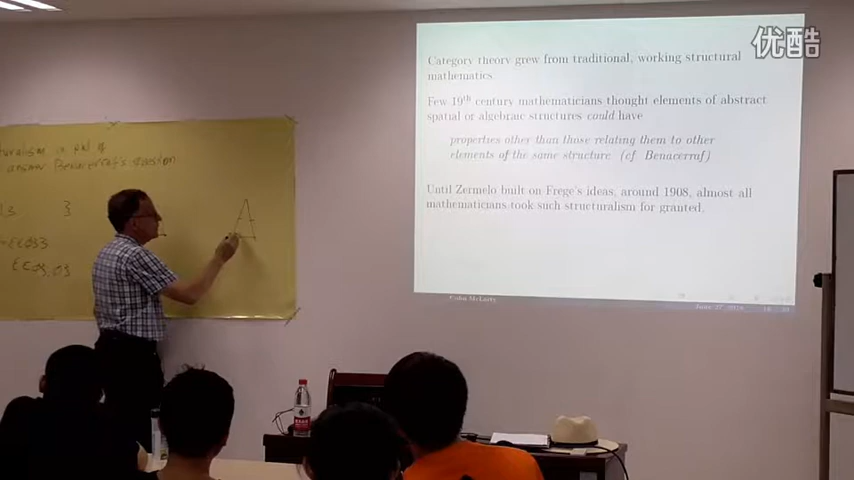 优酷
Category theory grew from traditional, working structural
mathematics.
Few 19th century mathematicians thought elements of abstract
spatial or algebraic structures could have
properties other than those relating them to other
elements of the same structure. (cf Benacerraf)
Until Zermelo built on Frege's ideas, around 1908, almost all
mathematicians took such structuralism for granted.
answer Benacerraf's question
3
Colin McLarty